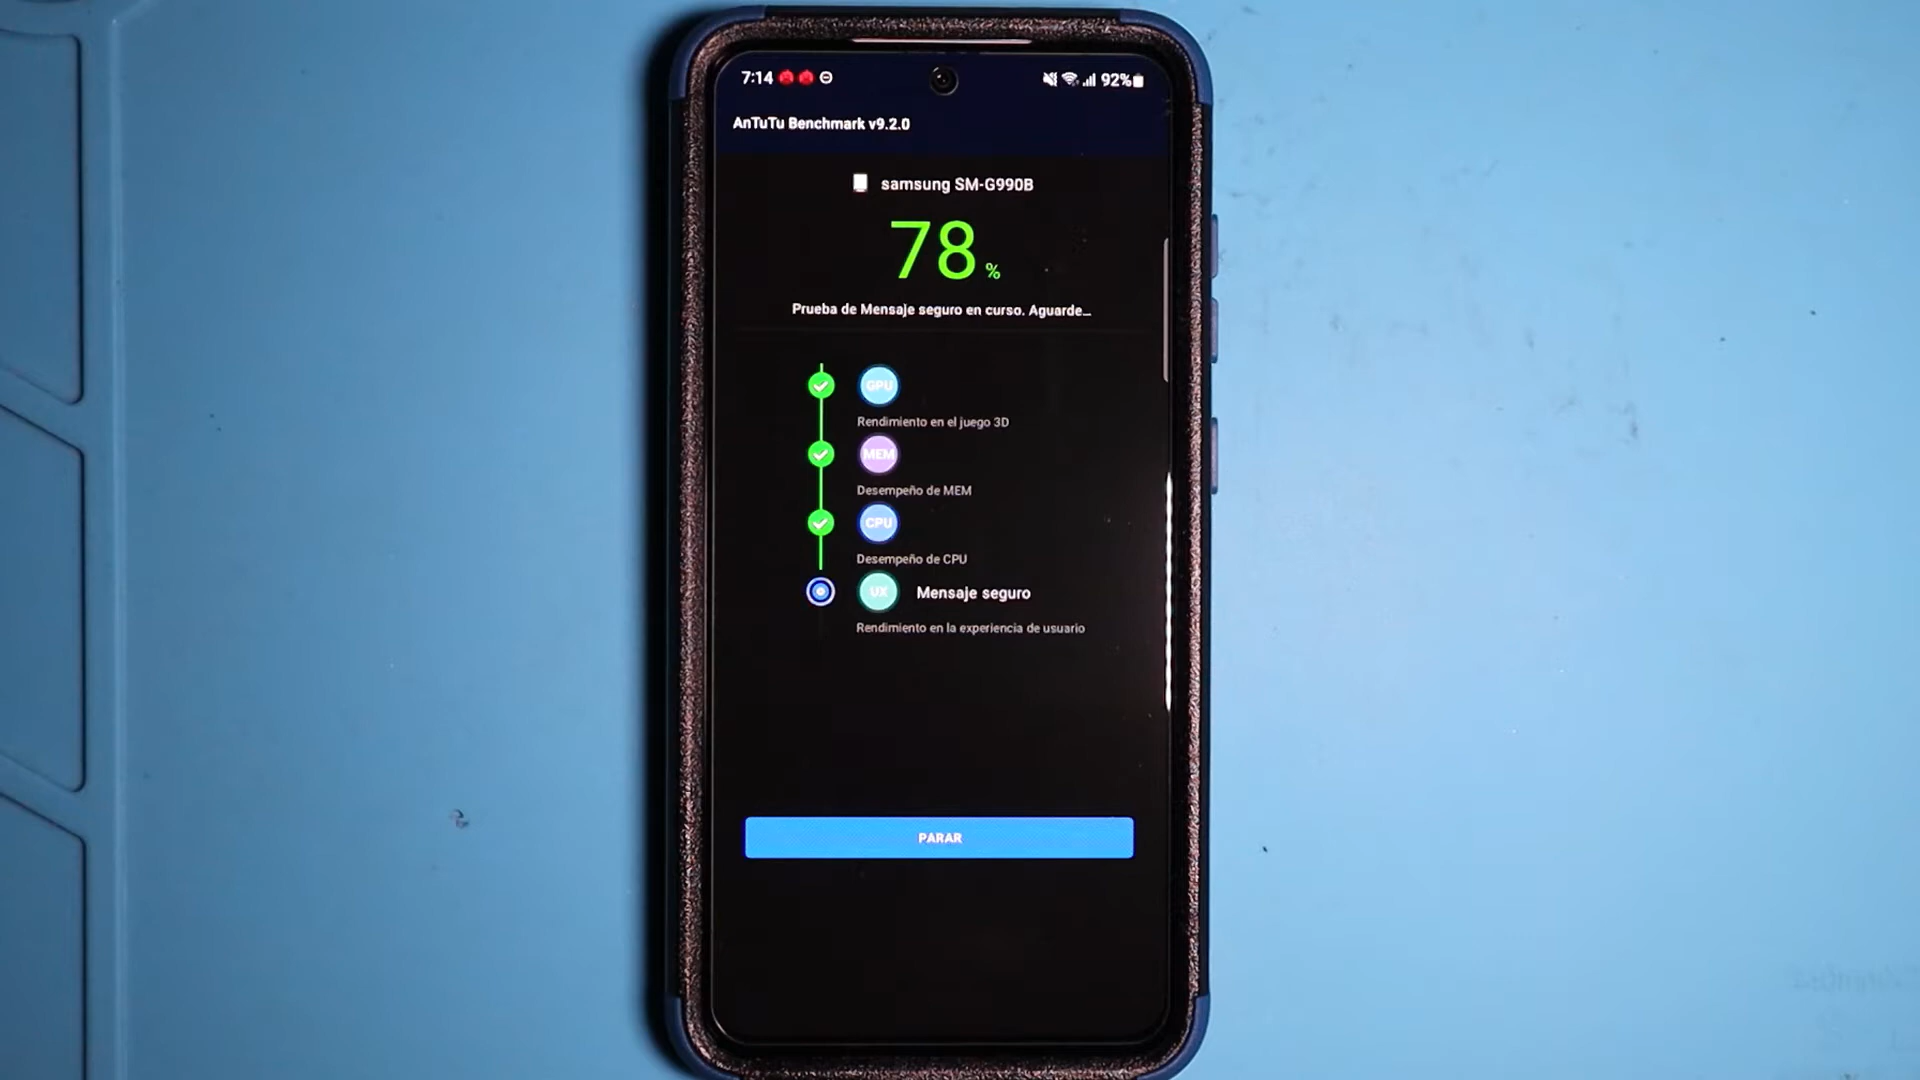 7:14 92%
AnTuTu Benchmark v9.2.0
samsung SM-G990B
78 %
Prueba de Mensaje seguro en curso. Aguarde...
GPU
Rendimiento en el juego 3D
MEM
Desempeño de MEM
CPU
Desempeño de CPU
UX Mensaje seguro
Rendimiento en la experiencia de usuario
PARAR